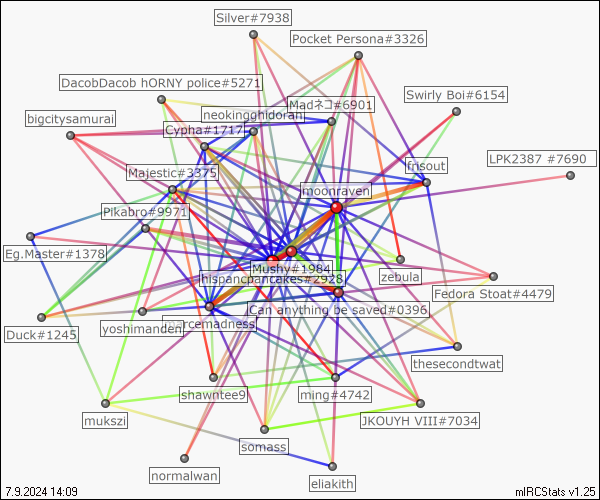 Silver#7938
Pocket Persona#3326
DacobDacob hORNY police#5271
Swirly Boi#6154
Madネコ#6901
neokingghidoran
bigcitysamurai
Cypha#1717
LPK2387 #7690
frisout
Majestic#3375
moonraven
Pikabro#9971
Eg.Master#1378
Mushy#1984
zebula
hispancpancakes#2928
Fedora Stoat#4479
Can anything be saved#0396
Duck#1245
yoshimanden
marcemadness
thesecondtwat
shawntee9
ming#4742
mukszi
JKOUYH VIII#7034
somass
normalwan
eliakith
7.9.2024 14:09
mIRCStats v1.25